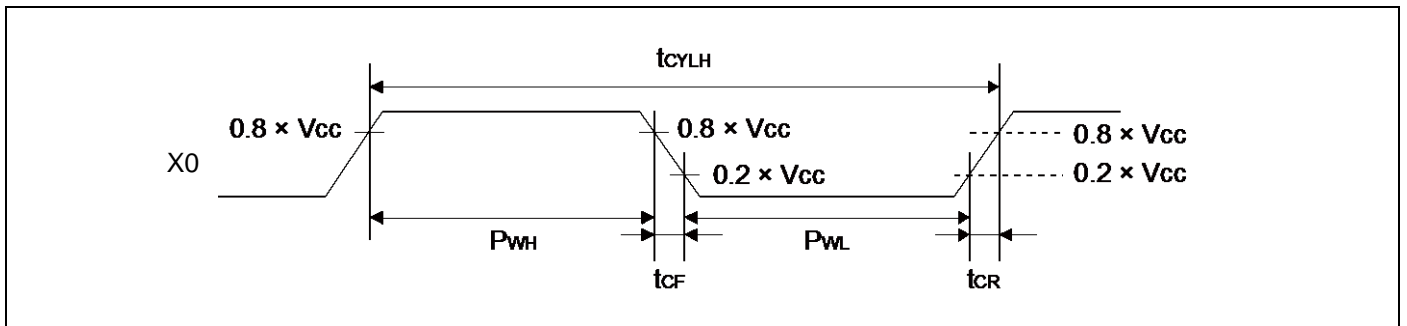 tCYLH
0.8 × Vcc
0.8 × Vcc
0.8 × Vcc
X0
0.2 × Vcc
0.2 × Vcc
PWH
PWL
tCF
tCR